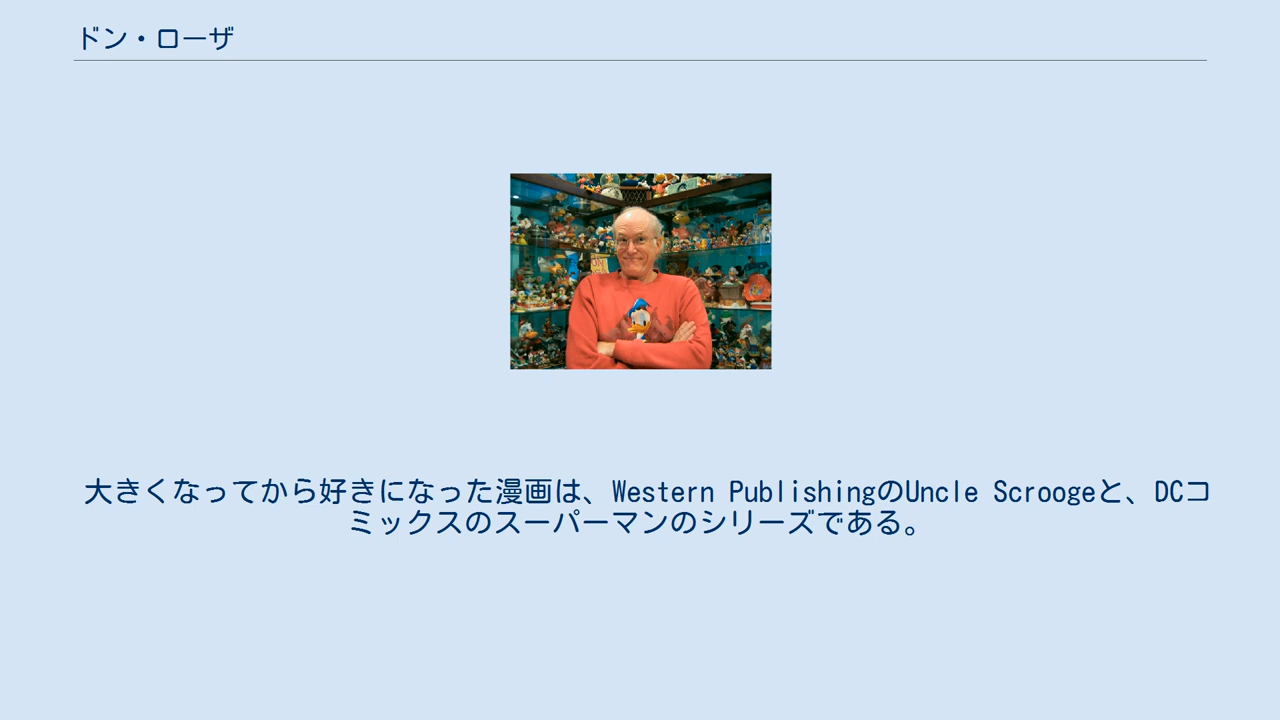 ドン・ローザ
大きくなってから好きになった漫画は、Western PublishingのUncle Scroogeと、DCコ
ミックスのスーパーマンのシリーズである。